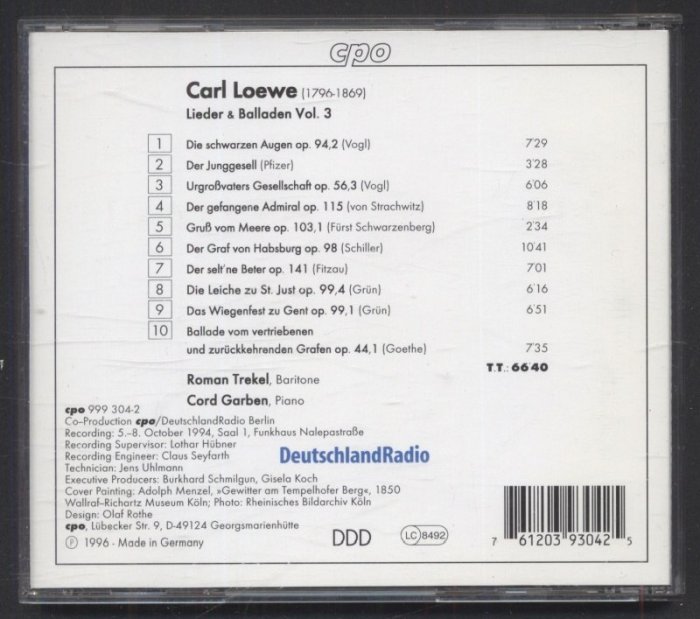 cpo
Carl Loewe (1796-1869)
Lieder & Balladen Vol. 3
1 Die schwarzen Augen op. 94,2 (Vogl) 7'29
2 Der Junggesell (Pfizer) 3'28
3 Urgroßvaters Gesellschaft op. 56,3 (Vogl) 6'06
4 Der gefangene Admiral op. 115 (von Strachwitz) 8'18
5 Gruß vom Meere op. 103,1 (Fürst Schwarzenberg) 2'34
6 Der Graf von Habsburg op. 98 (Schiller) 10'41
7 Der selt'ne Beter op. 141 (Fitzau) 7'01
8 Die Leiche zu St. Just op. 99,4 (Grün) 6'16
9 Das Wiegenfest zu Gent op. 99,1 (Grün) 6'51
10 Ballade vom vertriebenen
und zurückkehrenden Grafen op. 44,1 (Goethe) 7'35
T.T.: 66'40
Roman Trekel, Baritone
Cord Garben, Piano
cpo 999 304-2
Co-Production cpo/DeutschlandRadio Berlin
Recording: 5.-8. October 1994, Saal 1, Funkhaus Nalepastraße
Recording Supervisor: Lothar Hübner
Recording Engineer: Claus Seyfarth
Technician: Jens Uhlmann
Executive Producers: Burkhard Schmilgun, Gisela Koch
Cover Painting: Adolph Menzel, »Gewitter am Tempelhofer Berg«, 1850
Wallraf-Richartz Museum Köln; Photo: Rheinisches Bildarchiv Köln
Design: Olaf Rothe
cpo, Lübecker Str. 9, D-49124 Georgsmarienhütte
℗ 1996 · Made in Germany
DeutschlandRadio
DDD
LC 8492
7 61203 93042 5